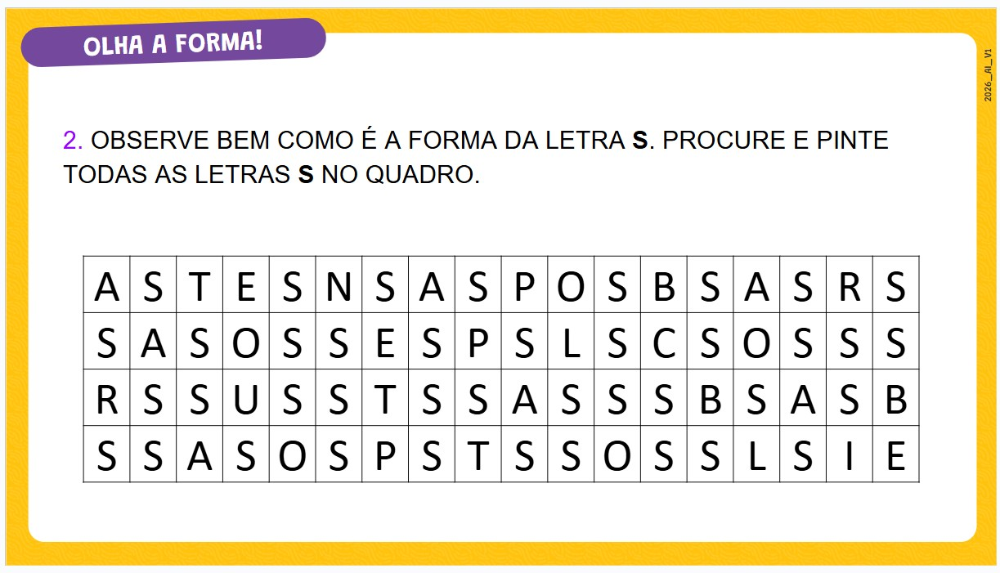 OLHA A FORMA!
2026_AI_V1
2. OBSERVE BEM COMO É A FORMA DA LETRA S. PROCURE E PINTE
TODAS AS LETRAS S NO QUADRO.
A S T E S N S A S P O S B S A S R S
S A S O S S E S P S L S C S O S S S
R S S U S S T S S A S S S B S A S B
S S A S O S P S T S S O S S L S I E